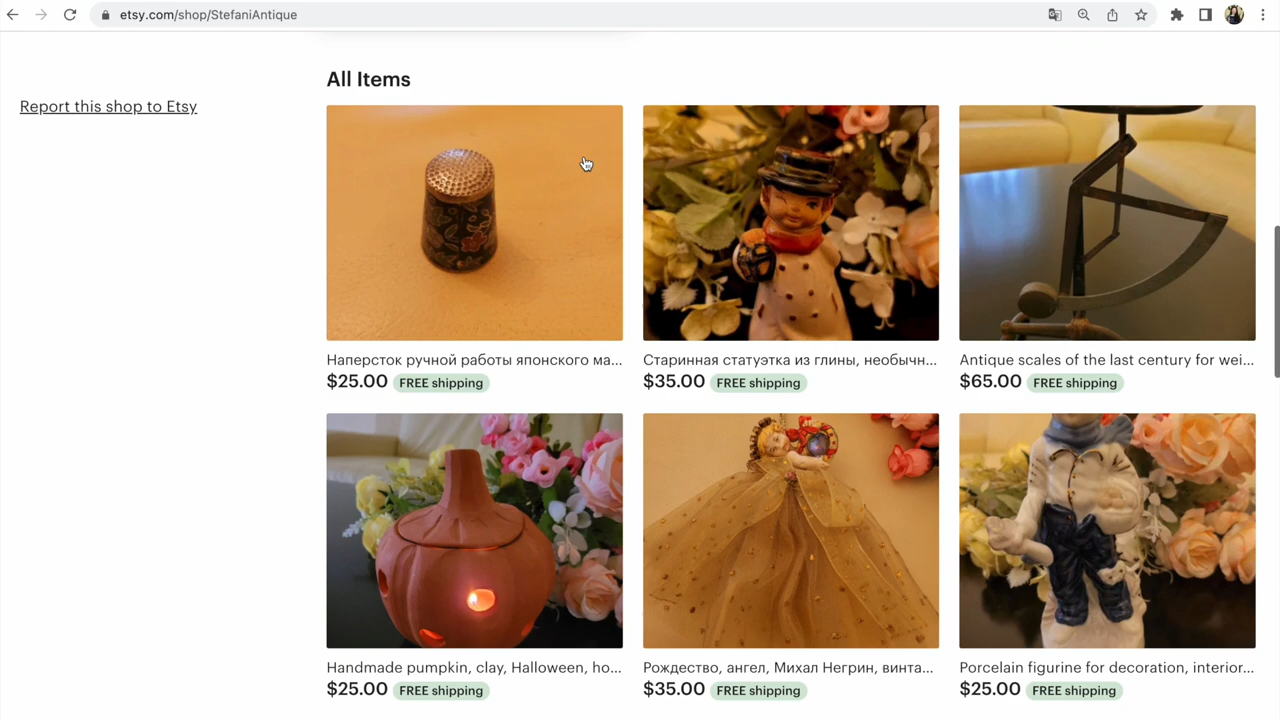 etsy.com/shop/StefaniAntique
All Items
Report this shop to Etsy
Наперсток ручной работы японского ма...
$25.00 FREE shipping
Старинная статуэтка из глины, необычн...
$35.00 FREE shipping
Antique scales of the last century for wei...
$65.00 FREE shipping
Handmade pumpkin, clay, Halloween, ho...
$25.00 FREE shipping
Рождество, ангел, Михал Негрин, винта...
$35.00 FREE shipping
Porcelain figurine for decoration, interior...
$25.00 FREE shipping